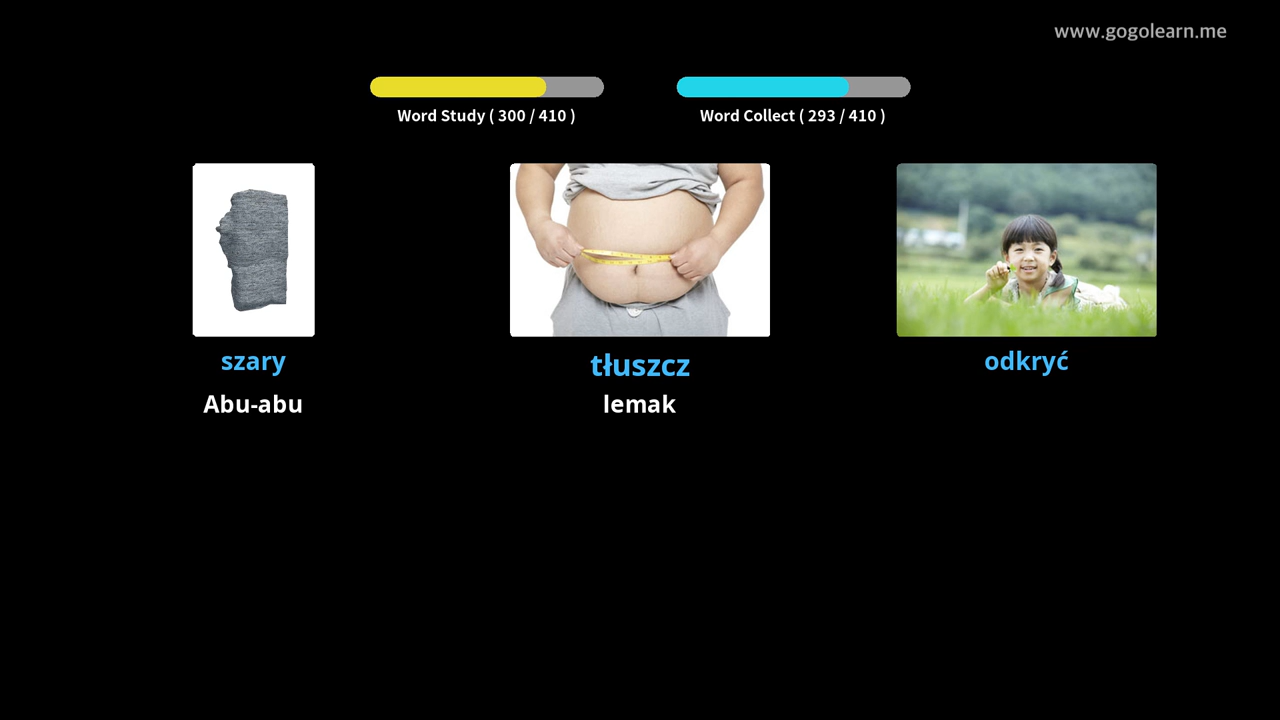 www.gogolearn.me
Word Study ( 300 / 410 )
Word Collect ( 293 / 410 )
szary
tłuszcz
odkryć
Abu-abu
lemak